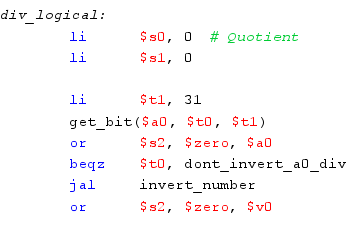 div_logical:
li $s0, 0 # Quotient
li $s1, 0
li $t1, 31
get_bit($a0, $t0, $t1)
or $s2, $zero, $a0
beqz $t0, dont_invert_a0_div
jal invert_number
or $s2, $zero, $v0